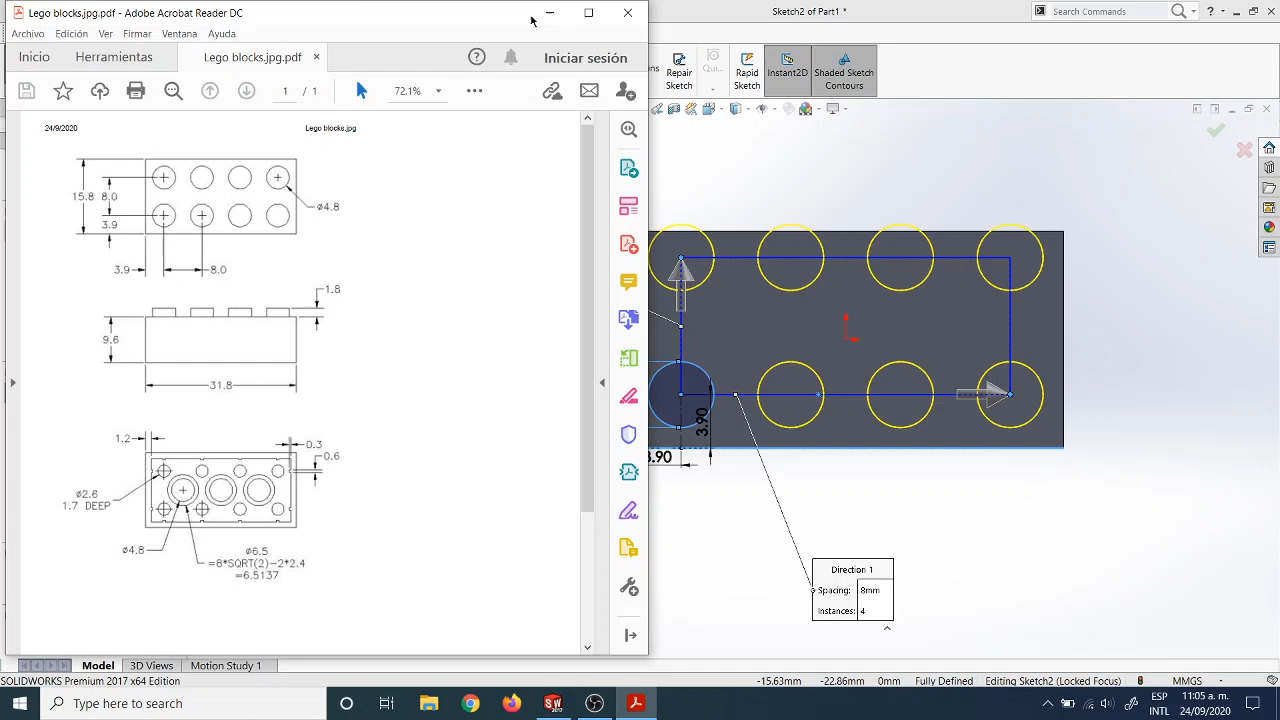 Lego blocks.jpg.pdf - Adobe Acrobat Reader DC
Sketch2 of Part1 *
Search Commands
?
Archivo Edición Ver Firmar Ventana Ayuda
Inicio Herramientas Lego blocks.jpg.pdf × Iniciar sesión
Repair Sketch
Qui...
Rapid Sketch
Instant2D
Shaded Sketch Contours
1 / 1 72.1%
24/9/2020 Lego blocks.jpg
15.8 8.0
ø4.8
3.9
3.9 8.0
1.8
9.6
31.8
1.2 0.3
0.6
ø2.6
1.7 DEEP
ø4.8 ø6.5
=8*SQRT(2)-2*2.4
=6.5137
3.90
3.90
Direction 1
Spacing: 8mm
Instances: 4
Model 3D Views Motion Study 1
SOLIDWORKS Premium 2017 x64 Edition -15.63mm -22.86mm 0mm Fully Defined Editing Sketch2 (Locked Focus) MMGS
Type here to search
ESP 11:05 a. m.
INTL 24/09/2020